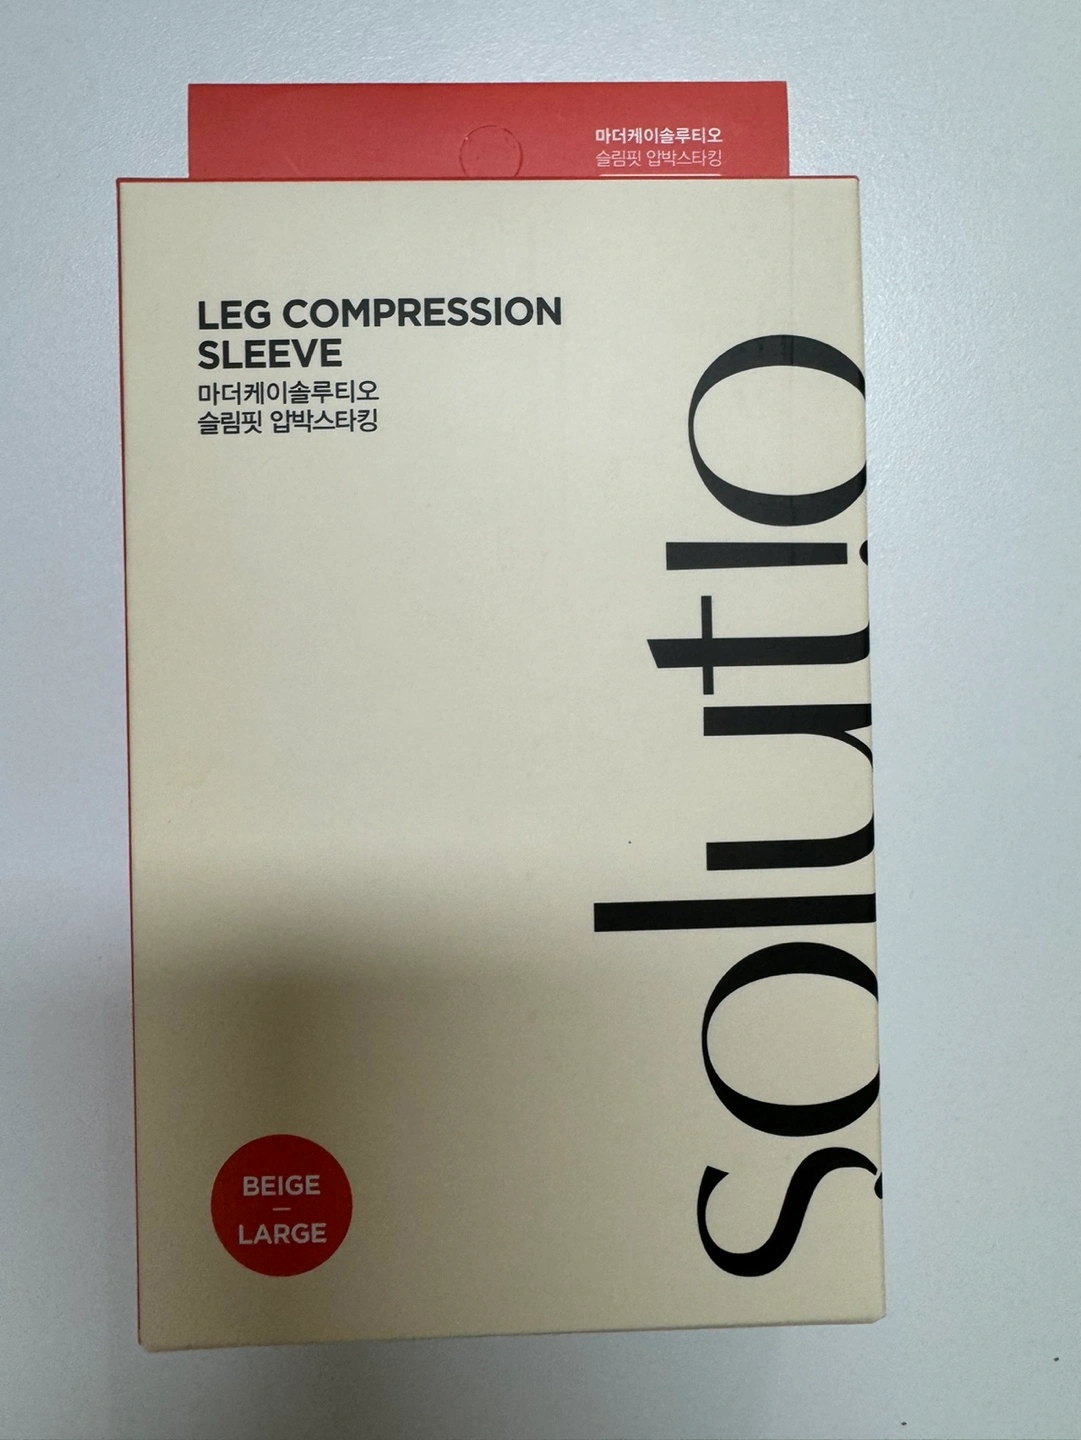 마더케이솔루티오
슬림핏 압박스타킹
LEG COMPRESSION
SLEEVE
마더케이솔루티오
슬림핏 압박스타킹
solutio
BEIGE
LARGE